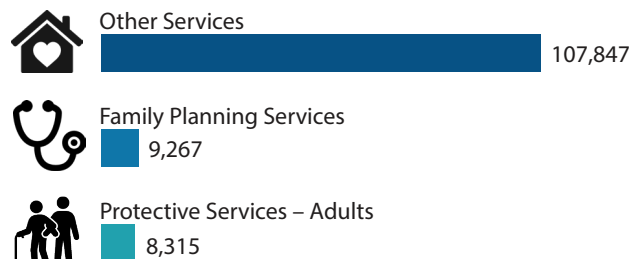 Other Services
107,847
Family Planning Services
9,267
Protective Services – Adults
8,315